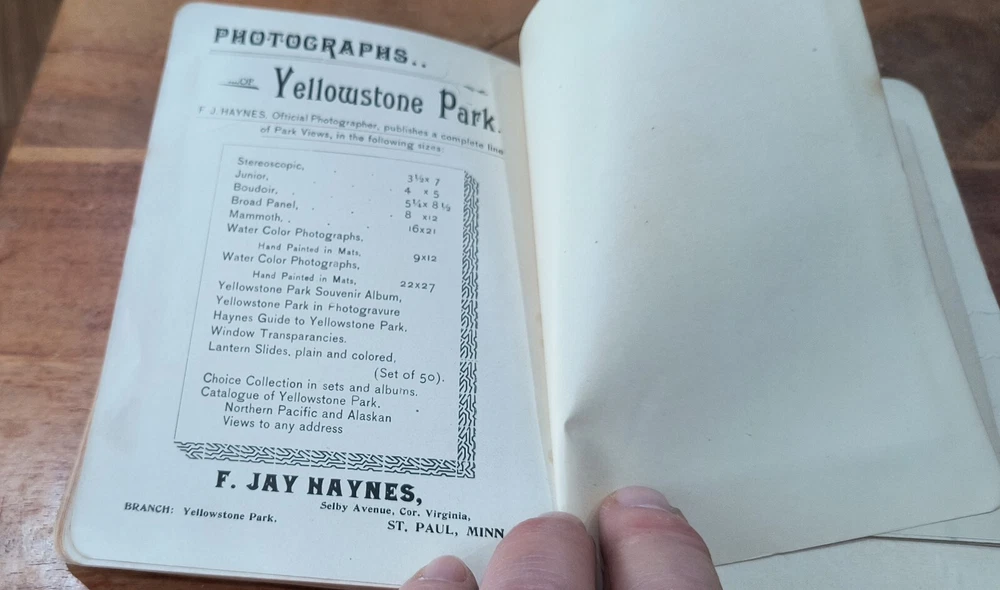 PHOTOGRAPHS..
...OF... Yellowstone Park.
F. J. HAYNES, Official Photographer, publishes a complete line
of Park Views, in the following sizes:
Stereoscopic, 3½x 7
Junior, 4 x 5
Boudoir, 5¼x 8½
Broad Panel, 8 x12
Mammoth, 16x21
Water Color Photographs,
Hand Painted in Mats, 9x12
Water Color Photographs,
Hand Painted in Mats, 22x27
Yellowstone Park Souvenir Album,
Yellowstone Park in Photogravure
Haynes Guide to Yellowstone Park,
Window Transparancies.
Lantern Slides, plain and colored,
(Set of 50).
Choice Collection in sets and albums.
Catalogue of Yellowstone Park.
Northern Pacific and Alaskan
Views to any address
F. JAY HAYNES,
Selby Avenue, Cor. Virginia,
BRANCH: Yellowstone Park.
ST. PAUL, MINN